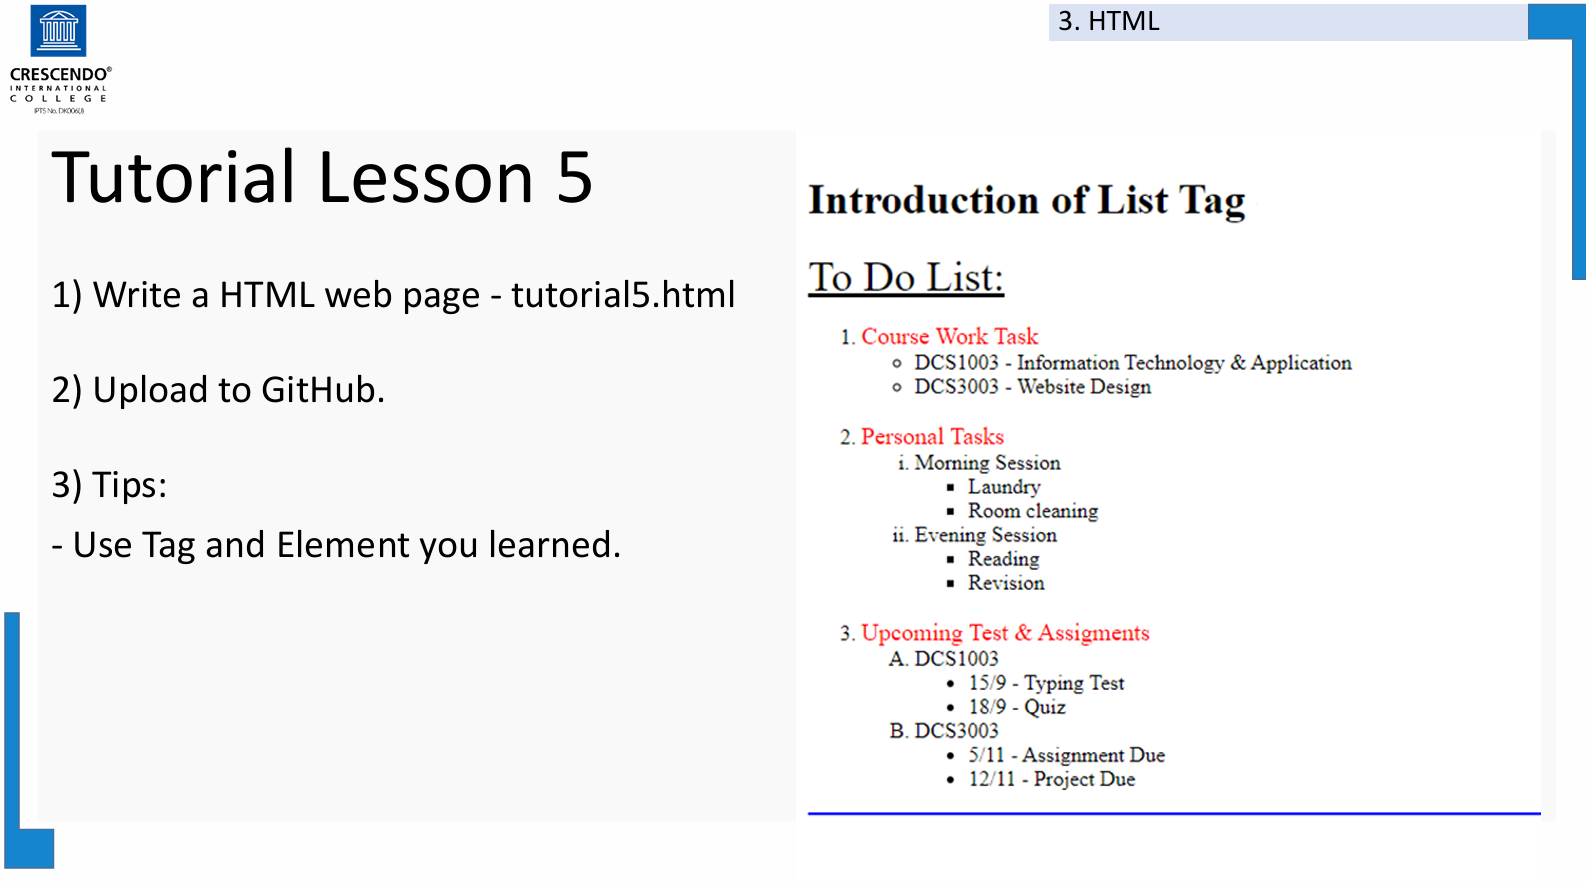 CRESCENDO®
INTERNATIONAL
COLLEGE
IPTS No. DK006(J)
3. HTML
Tutorial Lesson 5
1) Write a HTML web page - tutorial5.html
2) Upload to GitHub.
3) Tips:
- Use Tag and Element you learned.
Introduction of List Tag
To Do List:
1. Course Work Task
DCS1003 - Information Technology & Application
DCS3003 - Website Design
2. Personal Tasks
i. Morning Session
Laundry
Room cleaning
ii. Evening Session
Reading
Revision
3. Upcoming Test & Assigments
A. DCS1003
15/9 - Typing Test
18/9 - Quiz
B. DCS3003
5/11 - Assignment Due
12/11 - Project Due